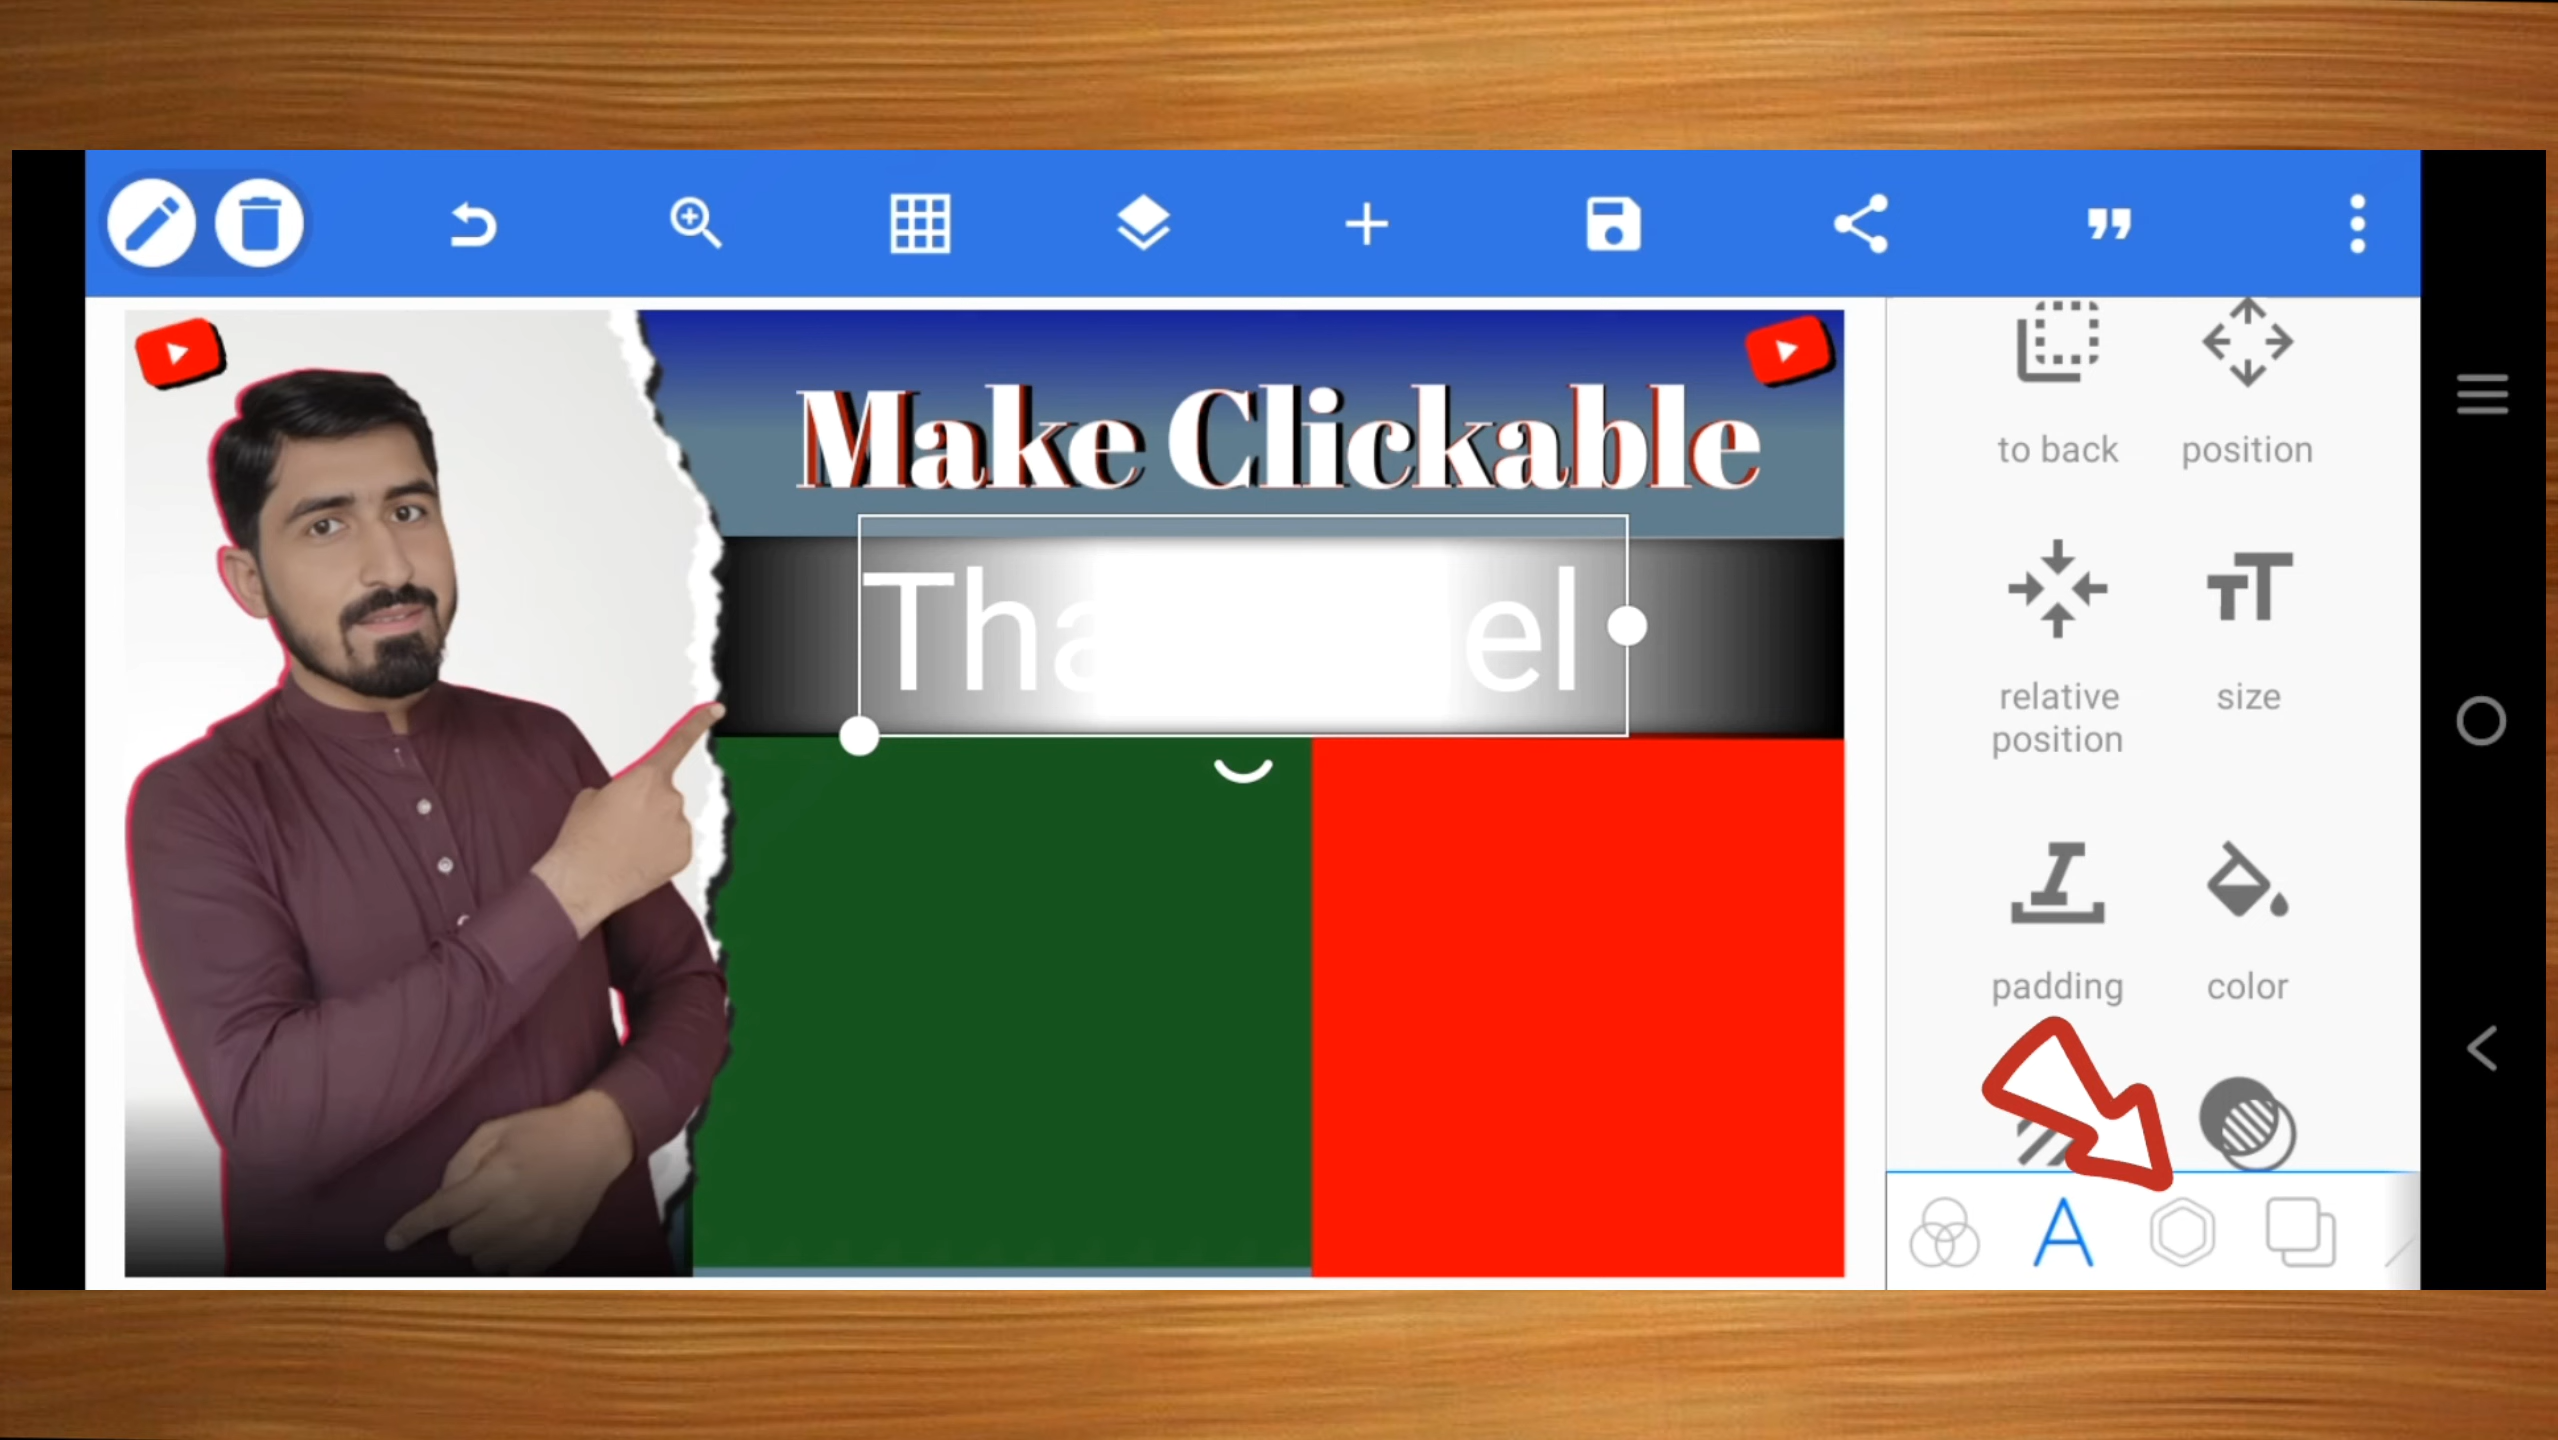 Make Clickable
to back
position
relative
position
size
padding
color